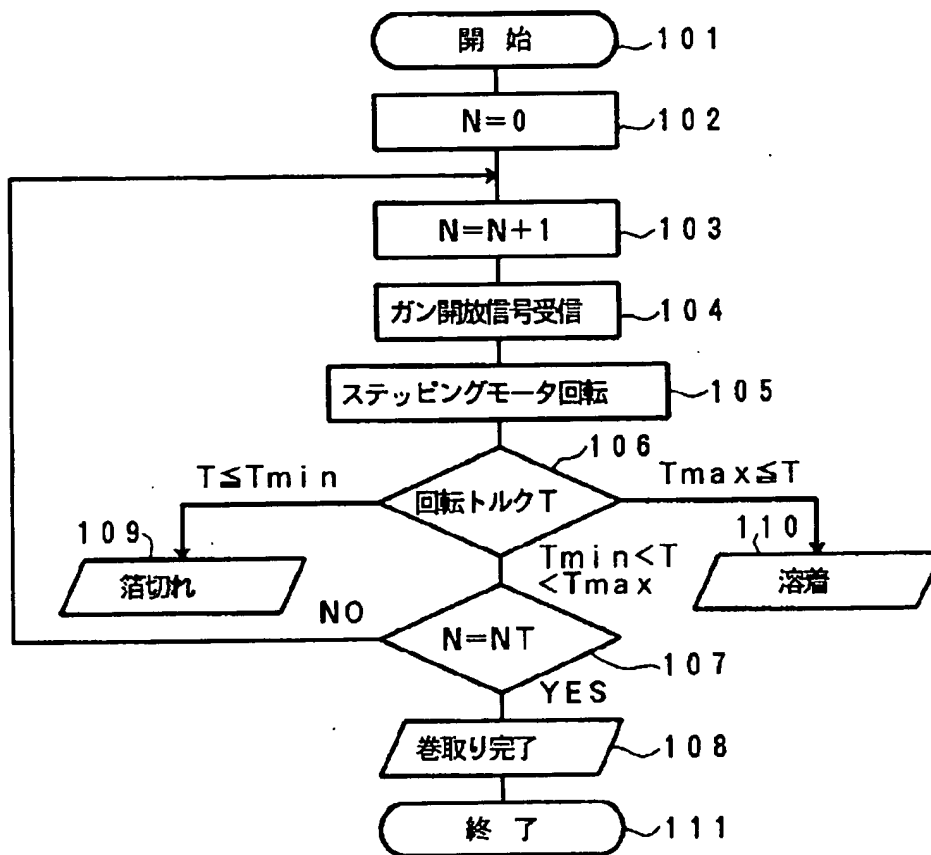 開 始
101
N=0
102
N=N+1
103
ガン開放信号受信
104
ステッピングモータ回転
105
106
T≦Tmin
回転トルクT
Tmax≦T
109
箔切れ
Tmin<T
<Tmax
110
溶着
NO
N=NT
107
YES
巻取り完了
108
終 了
111